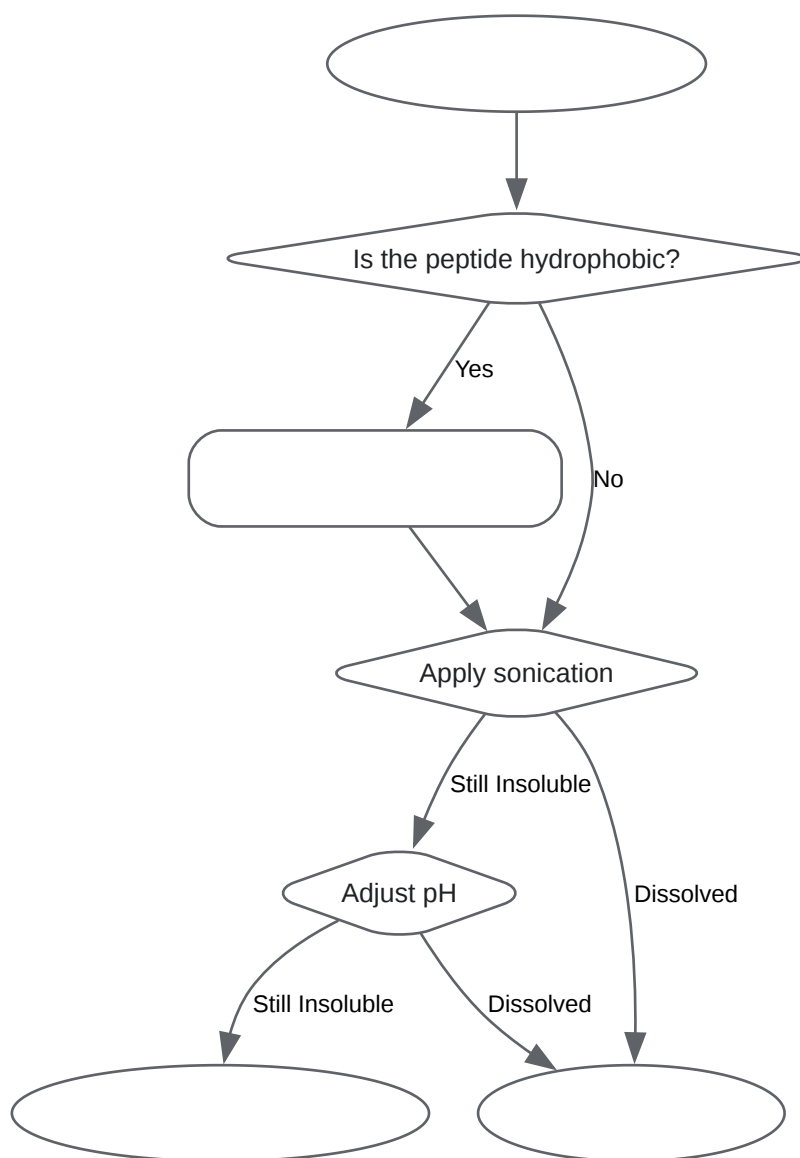 Is the peptide hydrophobic?
Yes
No
Apply sonication
Still Insoluble
Adjust pH
Dissolved
Still Insoluble
Dissolved